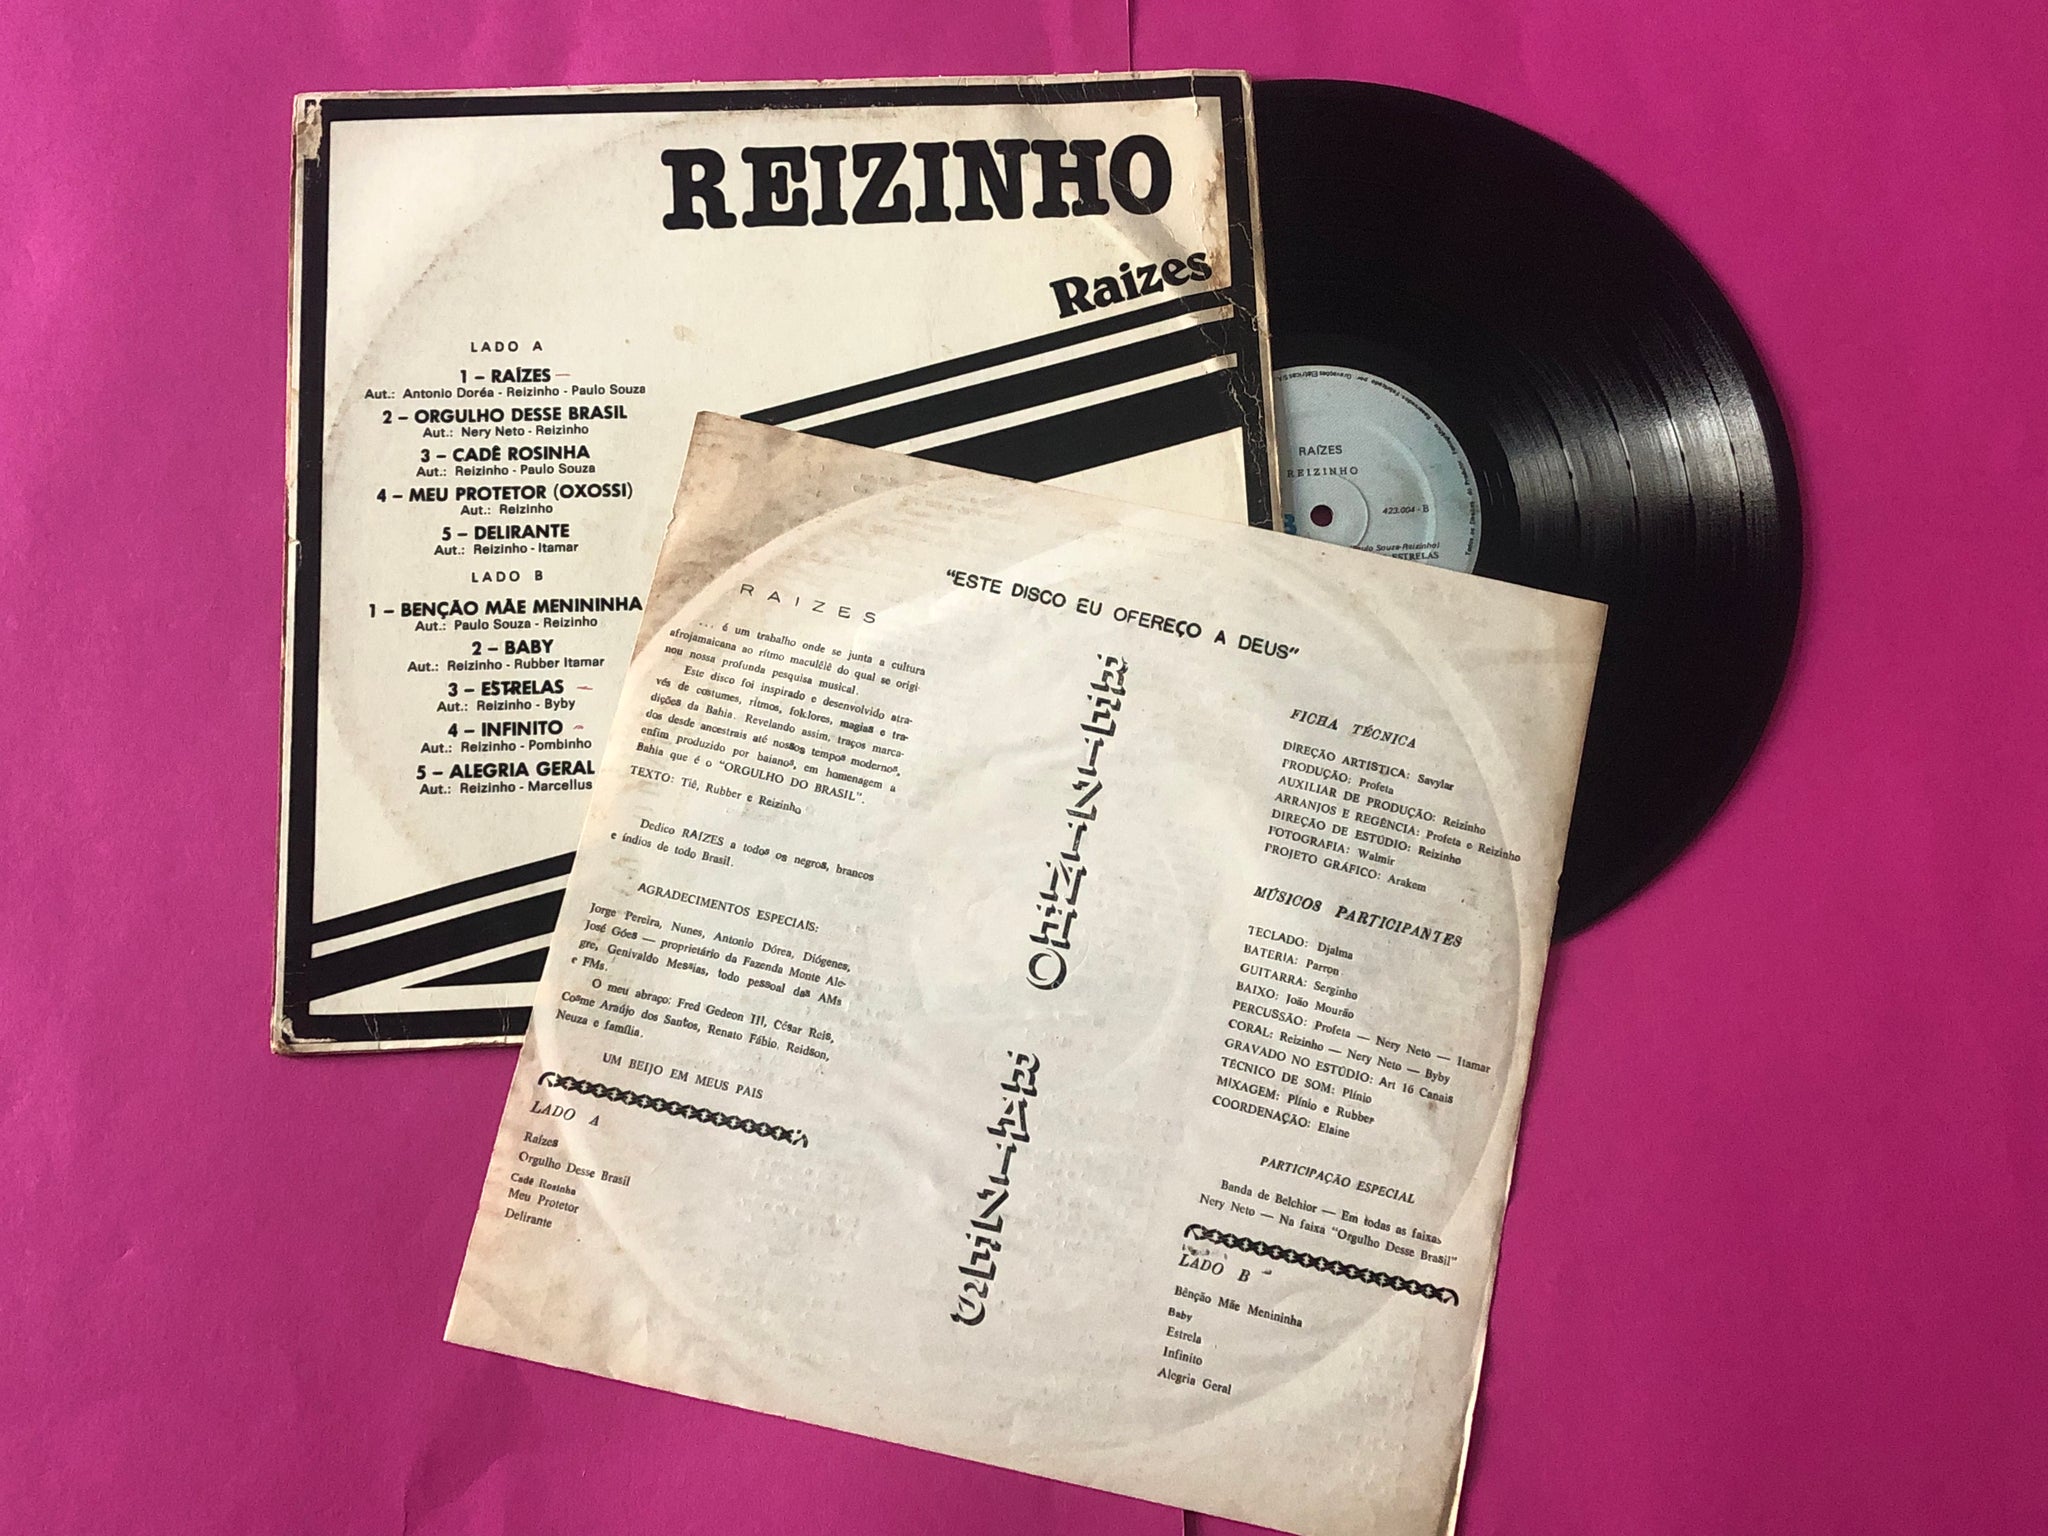 REIZINHO
Raizes
LADO A
1 – RAÍZES
Aut.: Antonio Doréa - Reizinho - Paulo Souza
2 – ORGULHO DESSE BRASIL
Aut.: Nery Neto - Reizinho
3 – CADÊ ROSINHA
Aut.: Reizinho - Paulo Souza
4 – MEU PROTETOR (OXOSSI)
Aut.: Reizinho
5 – DELIRANTE
Aut.: Reizinho - Itamar
LADO B
1 – BENÇÃO MÃE MENININHA
Aut.: Paulo Souza - Reizinho
2 – BABY
Aut.: Reizinho - Rubber Itamar
3 – ESTRELAS
Aut.: Reizinho - Byby
4 – INFINITO
Aut.: Reizinho - Pombinho
5 – ALEGRIA GERAL
Aut.: Reizinho - Marcellus
RAÍZES
REIZINHO
423.004 - B
Souza-Reizinho)
ESTRELAS
"ESTE DISCO EU OFEREÇO A DEUS"
RAIZES
... é um trabalho onde se junta a cultura
afrojamaicana ao rítmo maculêlê do qual se origi-
nou nossa profunda pesquisa musical.
Este disco foi inspirado e desenvolvido atra-
vés de costumes, rítmos, folklores, magias e tra-
dições da Bahia. Revelando assim, traços marca-
dos desde ancestrais até nossos tempos modernos,
enfim produzido por baianos, em homenagem a
Bahia que é o "ORGULHO DO BRASIL".
TEXTO: Tiê, Rubber e Reizinho
Dedico RAÍZES a todos os negros, brancos
e índios de todo Brasil.
AGRADECIMENTOS ESPECIAIS:
Jorge Pereira, Nunes, Antonio Dórea, Diógenes,
José Góes — proprietário da Fazenda Monte Ale-
gre, Genivaldo Messias, todo pessoal das AMs
e FMs.
O meu abraço: Fred Gedeon III, César Reis,
Cosme Araújo dos Santos, Renato Fábio, Reidson,
Neuza e família.
UM BEIJO EM MEUS PAIS
LADO A
Raízes
Orgulho Desse Brasil
Cadê Rosinha
Meu Protetor
Delirante
REIZINHO
RAIZES
FICHA TÉCNICA
DIREÇÃO ARTISTICA: Savylar
PRODUÇÃO: Profeta
AUXILIAR DE PRODUÇÃO: Reizinho
ARRANJOS E REGÊNCIA: Profeta e Reizinho
DIREÇÃO DE ESTÚDIO: Reizinho
FOTOGRAFIA: Walmir
PROJETO GRÁFICO: Arakem
MÚSICOS PARTICIPANTES
TECLADO: Djalma
BATERIA: Parron
GUITARRA: Serginho
BAIXO: João Mourão
PERCUSSÃO: Profeta — Nery Neto — Itamar
CORAL: Reizinho — Nery Neto — Byby
GRAVADO NO ESTÚDIO: Art 16 Canais
TÉCNICO DE SOM: Plínio
MIXAGEM: Plínio e Rubber
COORDENAÇÃO: Elaine
PARTICIPAÇÃO ESPECIAL
Banda de Belchior — Em todas as faixas
Nery Neto — Na faixa "Orgulho Desse Brasil"
LADO B
Bênção Mãe Menininha
Baby
Estrela
Infinito
Alegria Geral